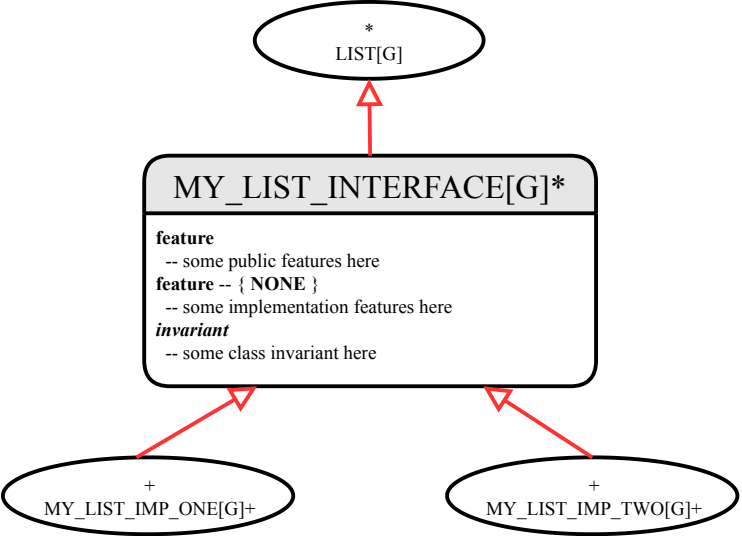 *
LIST[G]
MY_LIST_INTERFACE[G]*
feature
-- some public features here
feature -- { NONE }
-- some implementation features here
invariant
-- some class invariant here
+
MY_LIST_IMP_ONE[G]+
+
MY_LIST_IMP_TWO[G]+